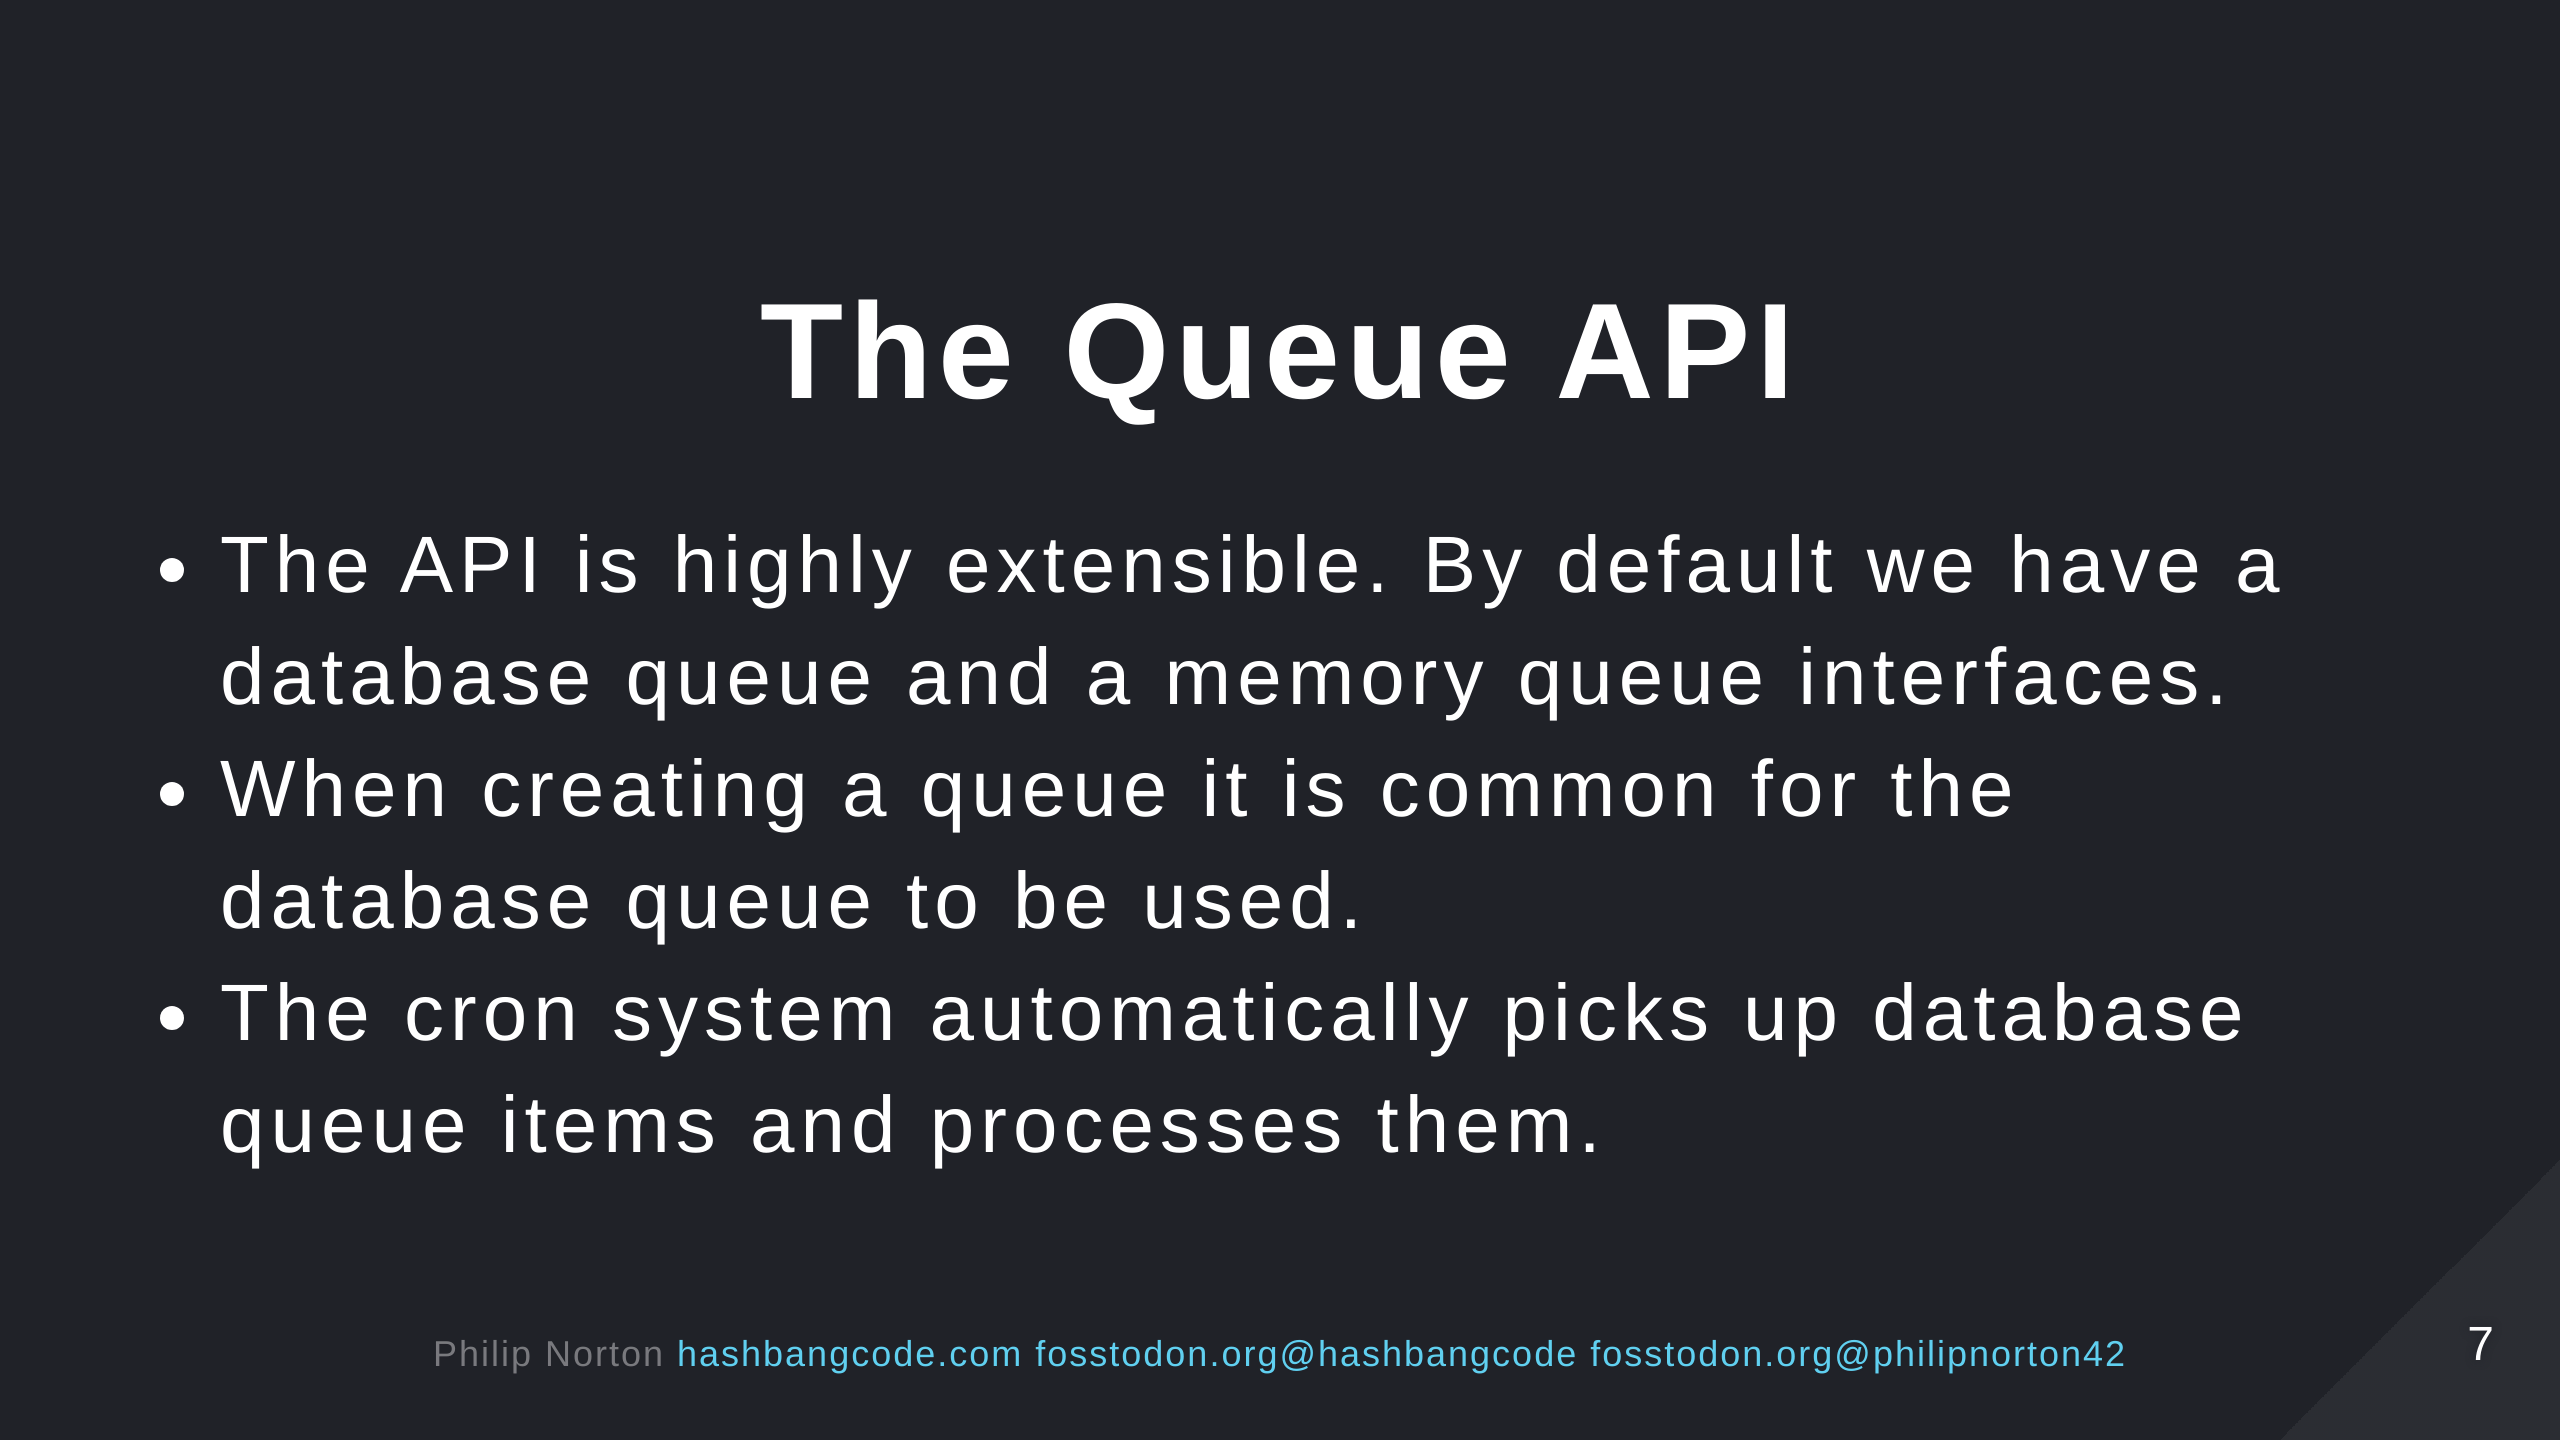 The Queue API
• The API is highly extensible. By default we have a
database queue and a memory queue interfaces.
• When creating a queue it is common for the
database queue to be used.
• The cron system automatically picks up database
queue items and processes them.
Philip Norton hashbangcode.com fosstodon.org@hashbangcode fosstodon.org@philipnorton42
7